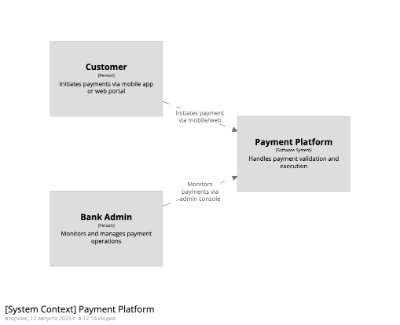 Customer
[Person]
Initiates payments via mobile app
or web portal
Initiates payment
via mobile/web
Payment Platform
[Software System]
Handles payment validation and
execution
Monitors
payments via
admin console
Bank Admin
[Person]
Monitors and manages payment
operations
[System Context] Payment Platform
вторник, 12 августа 2025 г. в 12:14 Индия